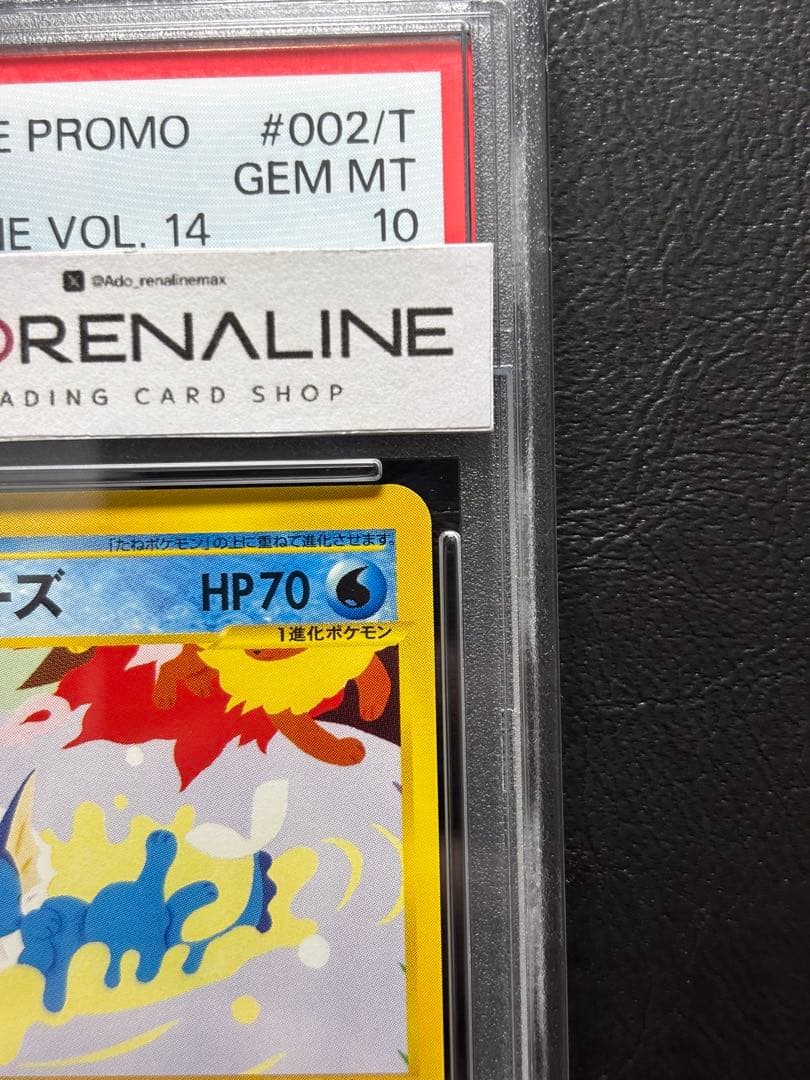 E PROMO #002/T
GEM MT
IE VOL. 14 10
@Ado_renalinemax
DRENALINE
ADING CARD SHOP
「たねポケモン」の上に重ねて進化させます
ーズ HP70
1進化ポケモン